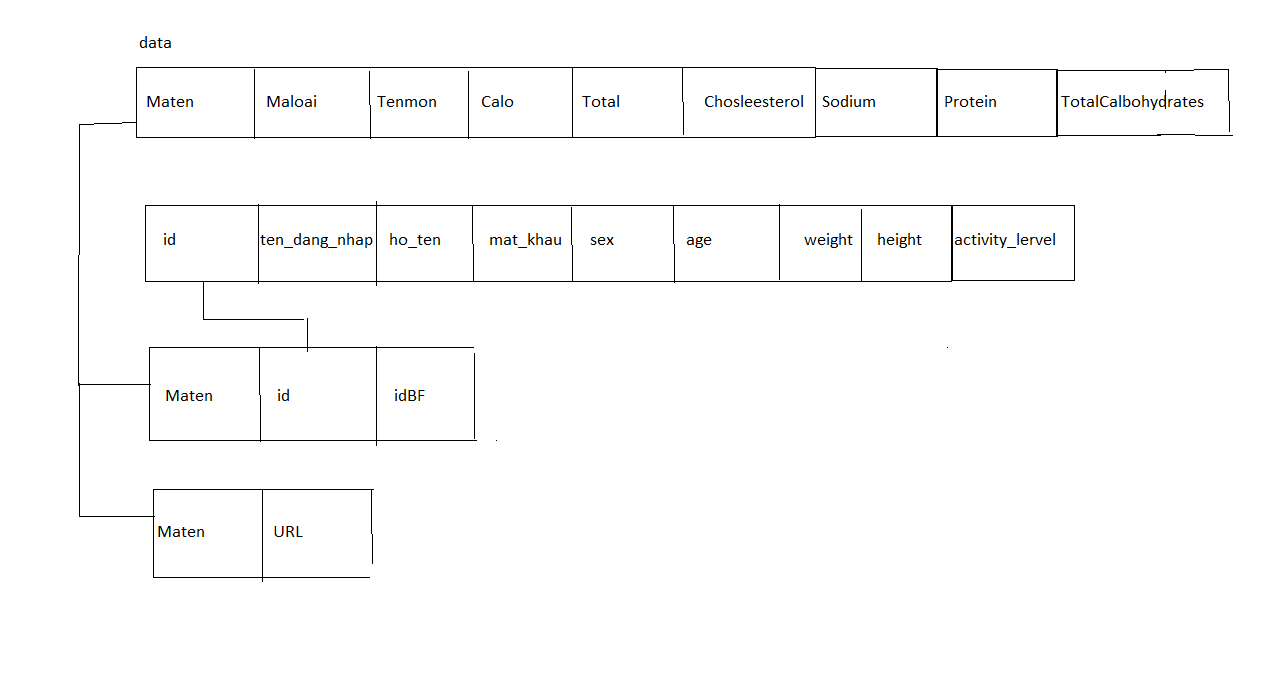 data
Maten Maloai Tenmon Calo Total Chosleesterol Sodium Protein TotalCalbohydrates
id ten_dang_nhap ho_ten mat_khau sex age weight height activity_lervel
Maten id idBF
Maten URL